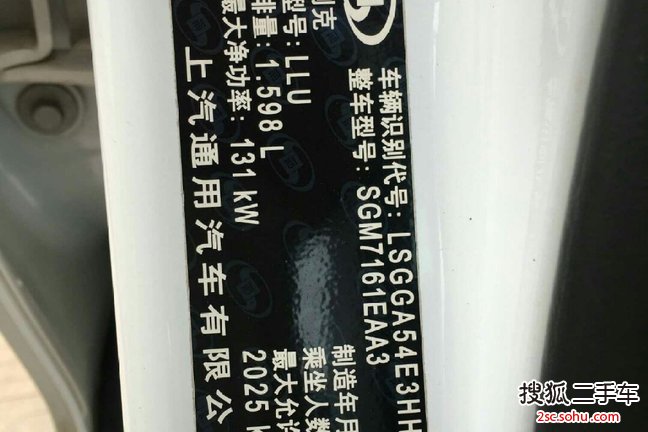 车辆识别代号: LSGGA54E3HH
整车型号: SGM7161EAA3
制造年月
乘坐人数
最大允许
2025 k
克
型号: LLU
排量: 1.598 L
最大净功率: 131 kW
上汽通用汽车有限公
搜狐二手车
2sc.sohu.com